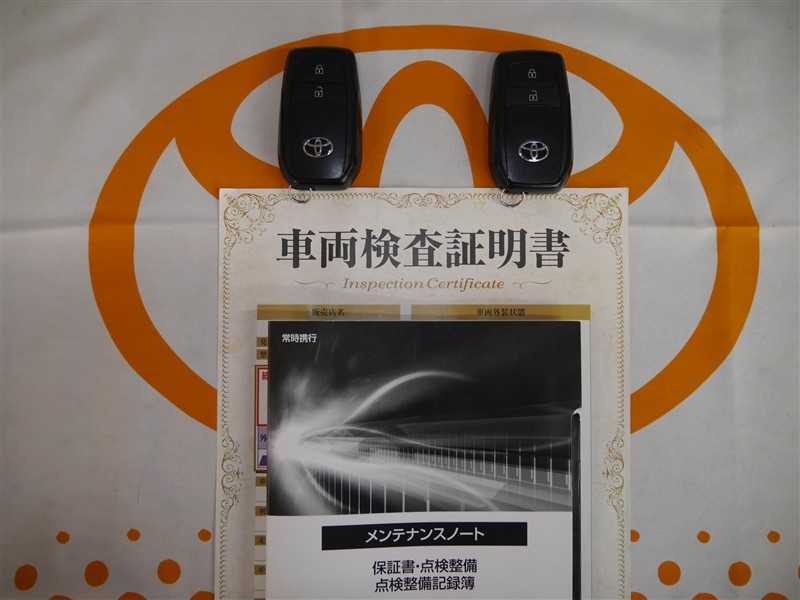 車両検査証明書
Inspection Certificate
販売店名
車両外装状態
常時携行
メンテナンスノート
保証書・点検整備
点検整備記録簿